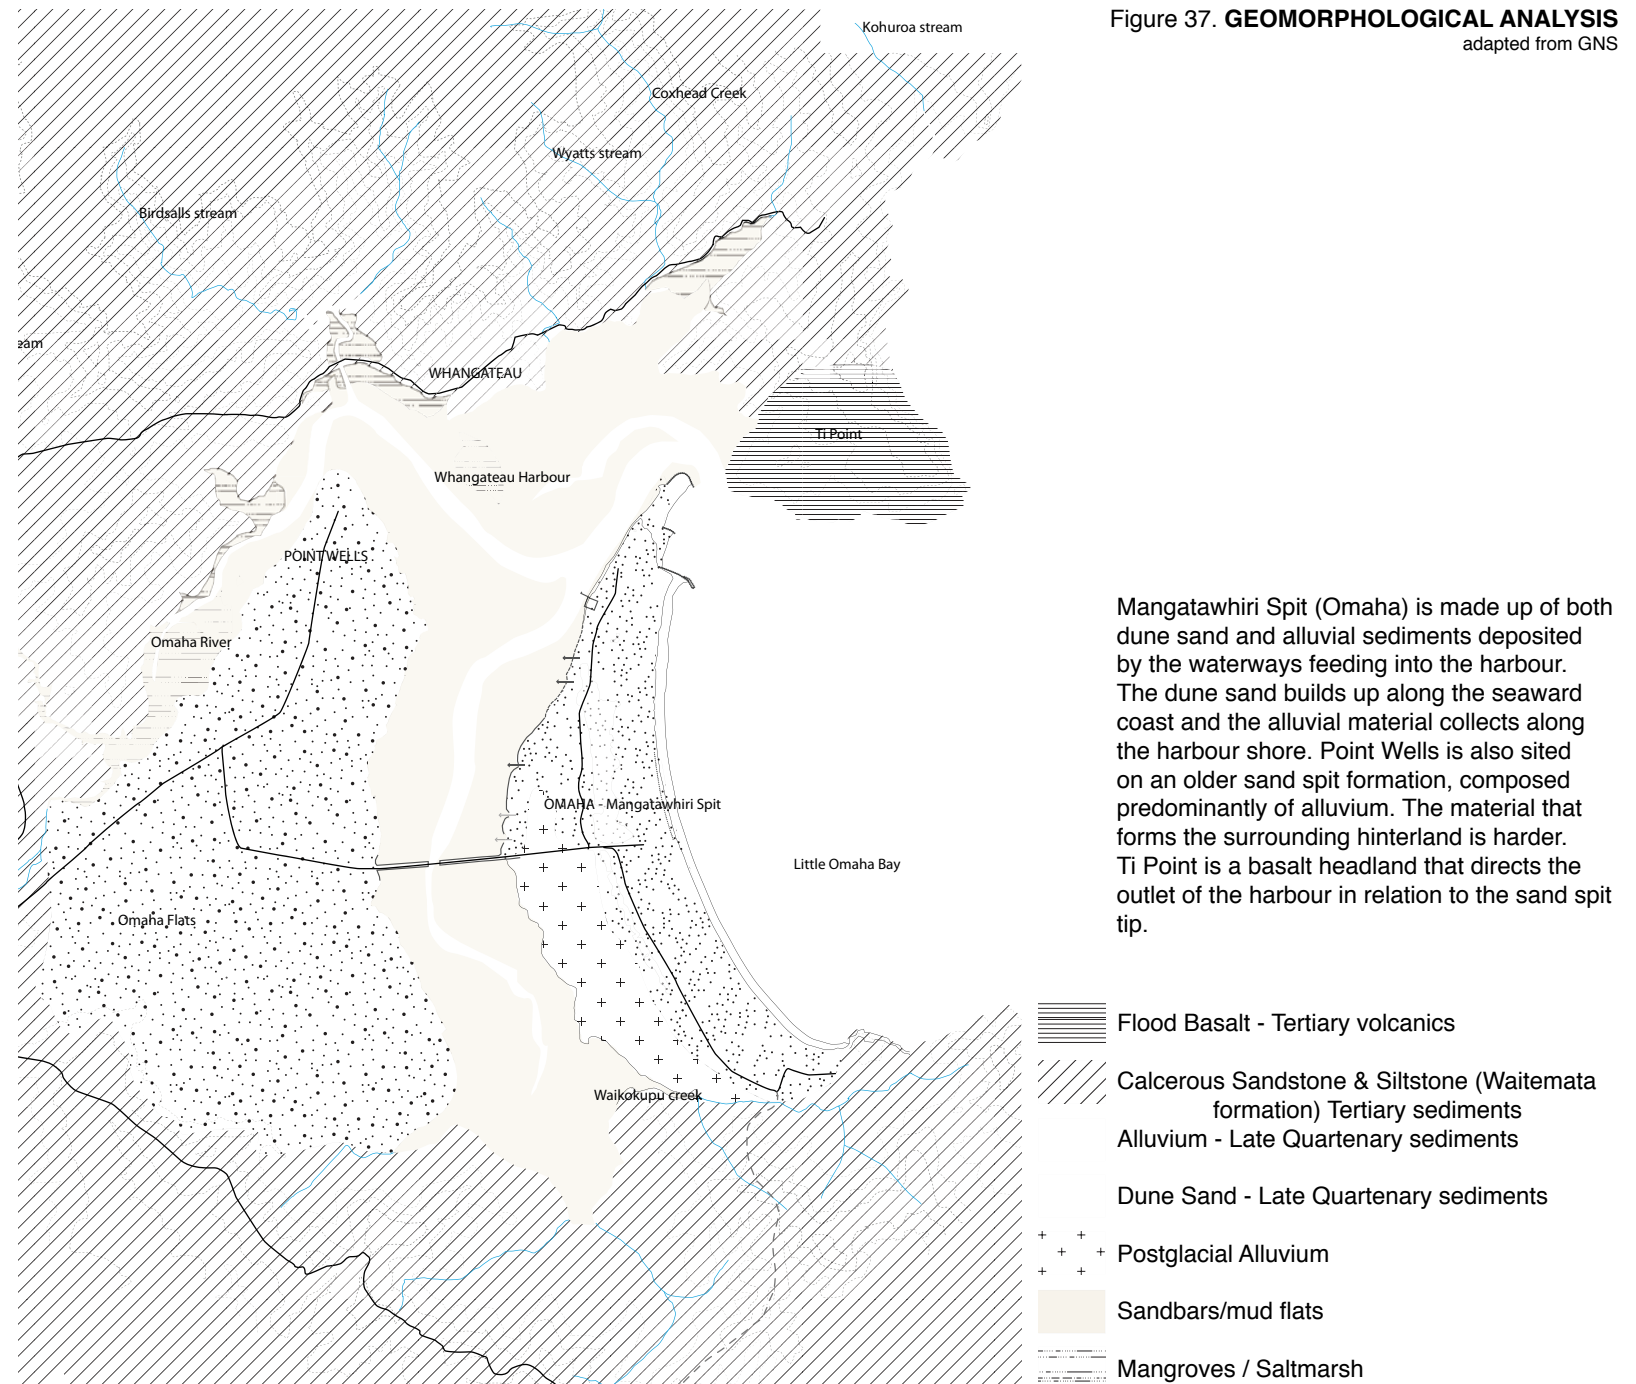 Figure 37. GEOMORPHOLOGICAL ANALYSIS
adapted from GNS
Kohuroa stream
Coxhead Creek
Wyatts stream
Birdsalls stream
eam
WHANGATEAU
Ti Point
Whangateau Harbour
POINT WELLS
Omaha River
OMAHA - Mangatawhiri Spit
Little Omaha Bay
Omaha Flats
Waikokupu creek
Mangatawhiri Spit (Omaha) is made up of both
dune sand and alluvial sediments deposited
by the waterways feeding into the harbour.
The dune sand builds up along the seaward
coast and the alluvial material collects along
the harbour shore. Point Wells is also sited
on an older sand spit formation, composed
predominantly of alluvium. The material that
forms the surrounding hinterland is harder.
Ti Point is a basalt headland that directs the
outlet of the harbour in relation to the sand spit
tip.
Flood Basalt - Tertiary volcanics
Calcerous Sandstone & Siltstone (Waitemata
formation) Tertiary sediments
Alluvium - Late Quartenary sediments
Dune Sand - Late Quartenary sediments
Postglacial Alluvium
Sandbars/mud flats
Mangroves / Saltmarsh